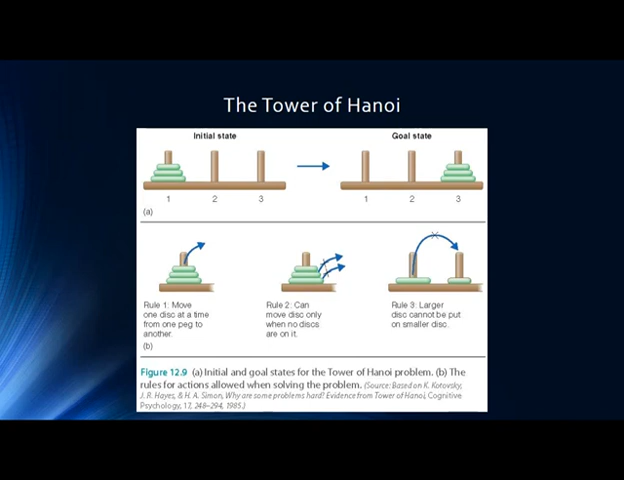 The Tower of Hanoi
Initial state
Goal state
1 2 3
1 2 3
(a)
Rule 1: Move
one disc at a time
from one peg to
another.
Rule 2: Can
move disc only
when no discs
are on it.
Rule 3: Larger
disc cannot be put
on smaller disc.
(b)
Figure 12.9 (a) Initial and goal states for the Tower of Hanoi problem. (b) The
rules for actions allowed when solving the problem. (Source: Based on K. Kotovsky,
J. R. Hayes, & H. A. Simon, Why are some problems hard? Evidence from Tower of Hanoi, Cognitive
Psychology, 17, 248–294, 1985.)